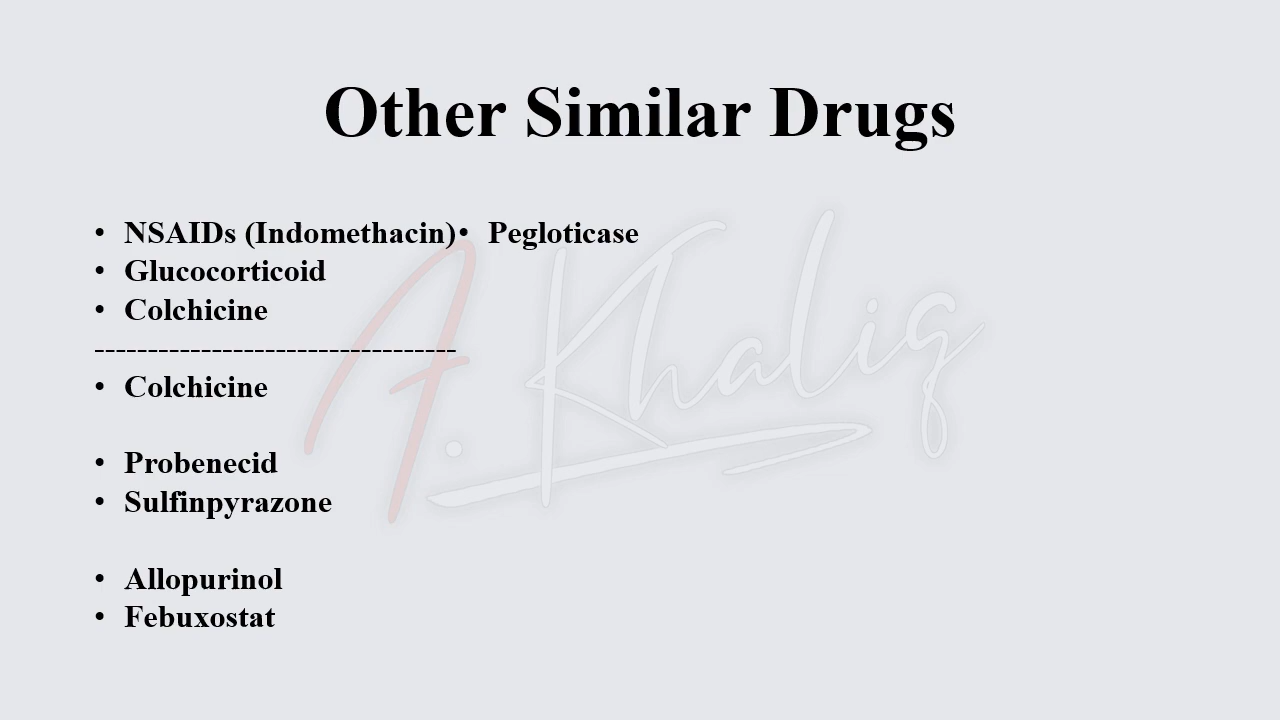 Other Similar Drugs
• NSAIDs (Indomethacin)
• Glucocorticoid
• Colchicine
----------------------------------
• Colchicine
• Probenecid
• Sulfinpyrazone
• Allopurinol
• Febuxostat
• Pegloticase
A. Khaliq